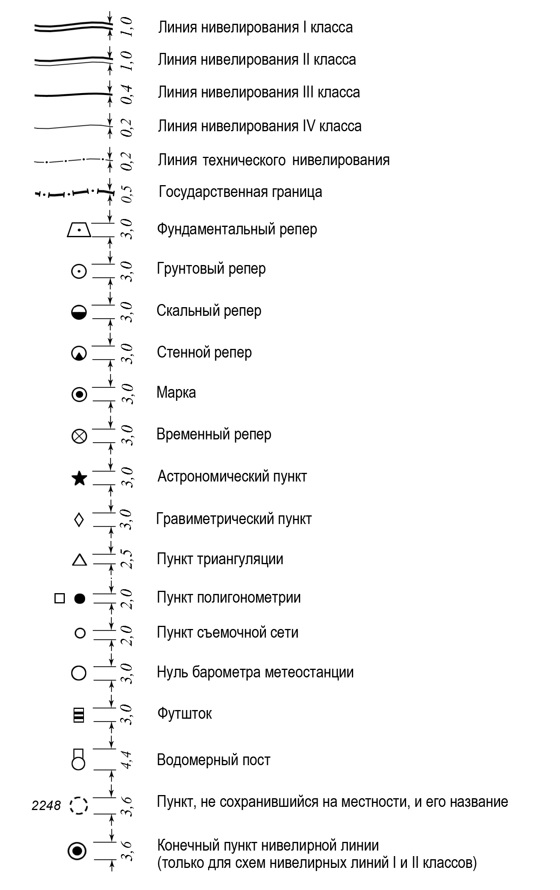 1,0 Линия нивелирования I класса
1,0 Линия нивелирования II класса
0,4 Линия нивелирования III класса
0,2 Линия нивелирования IV класса
0,2 Линия технического нивелирования
0,5 Государственная граница
3,0 Фундаментальный репер
3,0 Грунтовый репер
3,0 Скальный репер
3,0 Стенной репер
3,0 Марка
3,0 Временный репер
3,0 Астрономический пункт
3,0 Гравиметрический пункт
2,5 Пункт триангуляции
2,0 Пункт полигонометрии
2,0 Пункт съемочной сети
3,0 Нуль барометра метеостанции
3,0 Футшток
4,4 Водомерный пост
2248 3,6 Пункт, не сохранившийся на местности, и его название
3,6 Конечный пункт нивелирной линии
(только для схем нивелирных линий I и II классов)